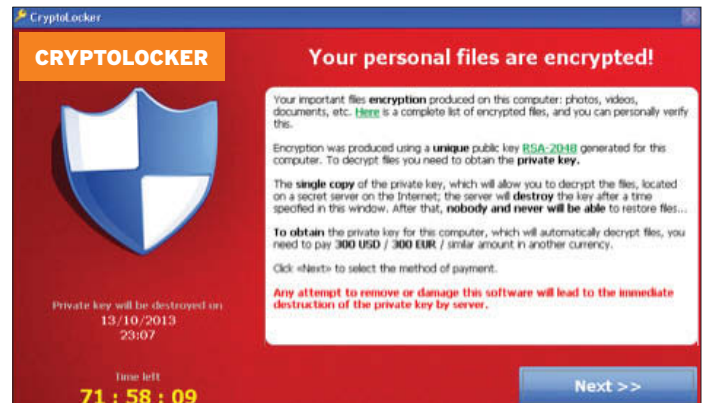 CryptoLocker
CRYPTOLOCKER
Your personal files are encrypted!
Your important files encryption produced on this computer: photos, videos,
documents, etc. Here is a complete list of encrypted files, and you can personally verify
this.
Encryption was produced using a unique public key RSA-2048 generated for this
computer. To decrypt files you need to obtain the private key.
The single copy of the private key, which will allow you to decrypt the files, located
on a secret server on the Internet; the server will destroy the key after a time
specified in this window. After that, nobody and never will be able to restore files...
To obtain the private key for this computer, which will automatically decrypt files, you
need to pay 300 USD / 300 EUR / similar amount in another currency.
Click «Next» to select the method of payment.
Any attempt to remove or damage this software will lead to the immediate
destruction of the private key by server.
Private key will be destroyed on
13/10/2013
23:07
Time left
71 : 58 : 09
Next >>